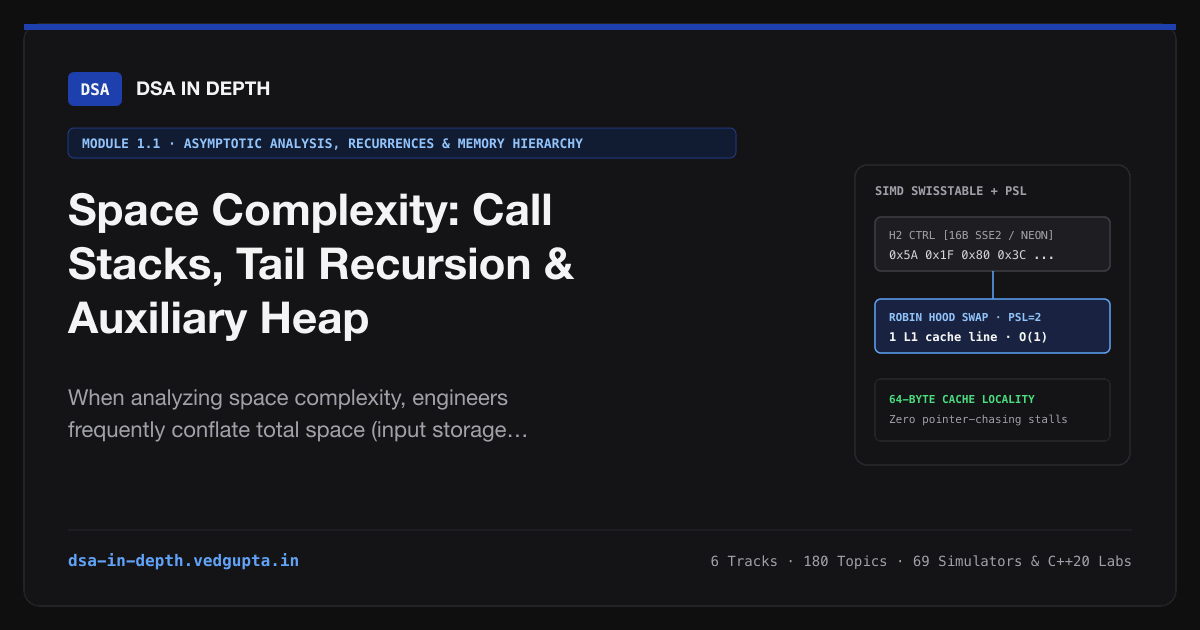 DSA
DSA IN DEPTH
MODULE 1.1 · ASYMPTOTIC ANALYSIS, RECURRENCES & MEMORY HIERARCHY
Space Complexity: Call
Stacks, Tail Recursion &
Auxiliary Heap
When analyzing space complexity, engineers
frequently conflate total space (input storage…
SIMD SWISSTABLE + PSL
H2 CTRL [16B SSE2 / NEON]
0x5A 0x1F 0x80 0x3C ...
ROBIN HOOD SWAP · PSL=2
1 L1 cache line · O(1)
64-BYTE CACHE LOCALITY
Zero pointer-chasing stalls
dsa-in-depth.vedgupta.in
6 Tracks · 180 Topics · 69 Simulators & C++20 Labs